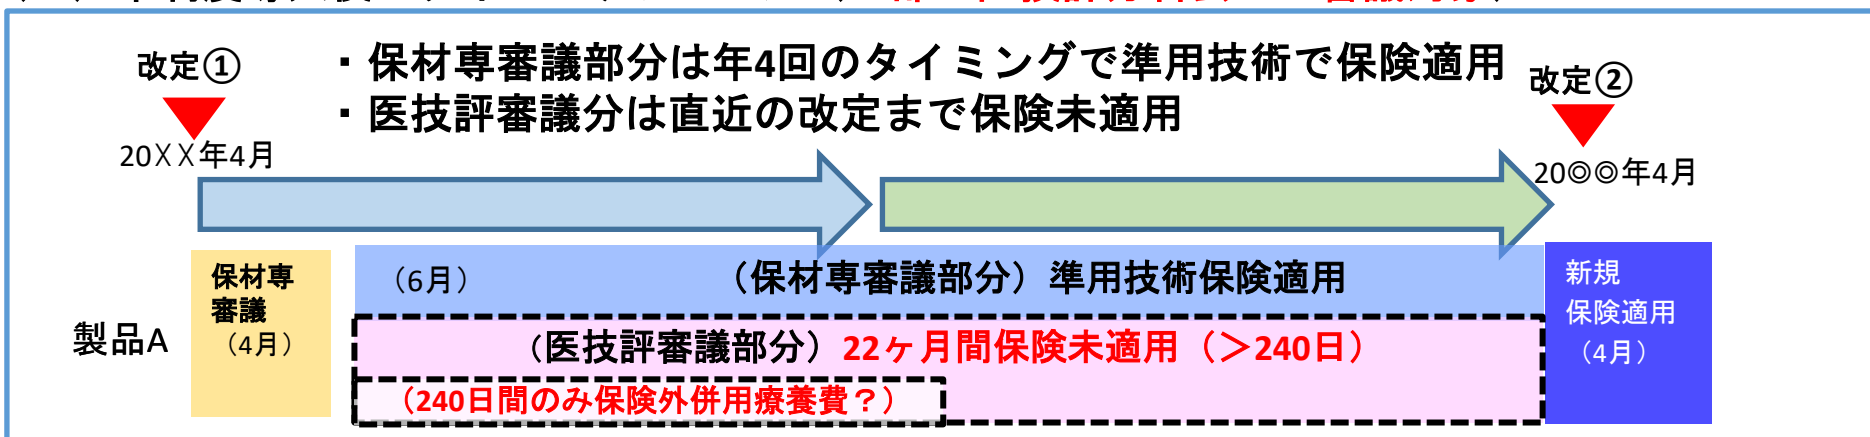 改定①
・保材専審議部分は年4回のタイミングで準用技術で保険適用
・医技評審議分は直近の改定まで保険未適用
改定②
20☓☓年4月
20◎◎年4月
保材専
審議
（4月）
（6月）
（保材専審議部分）準用技術保険適用
新規
保険適用
（4月）
製品A
（医技評審議部分）22ヶ月間保険未適用（＞240日）
（240日間のみ保険外併用療養費？）